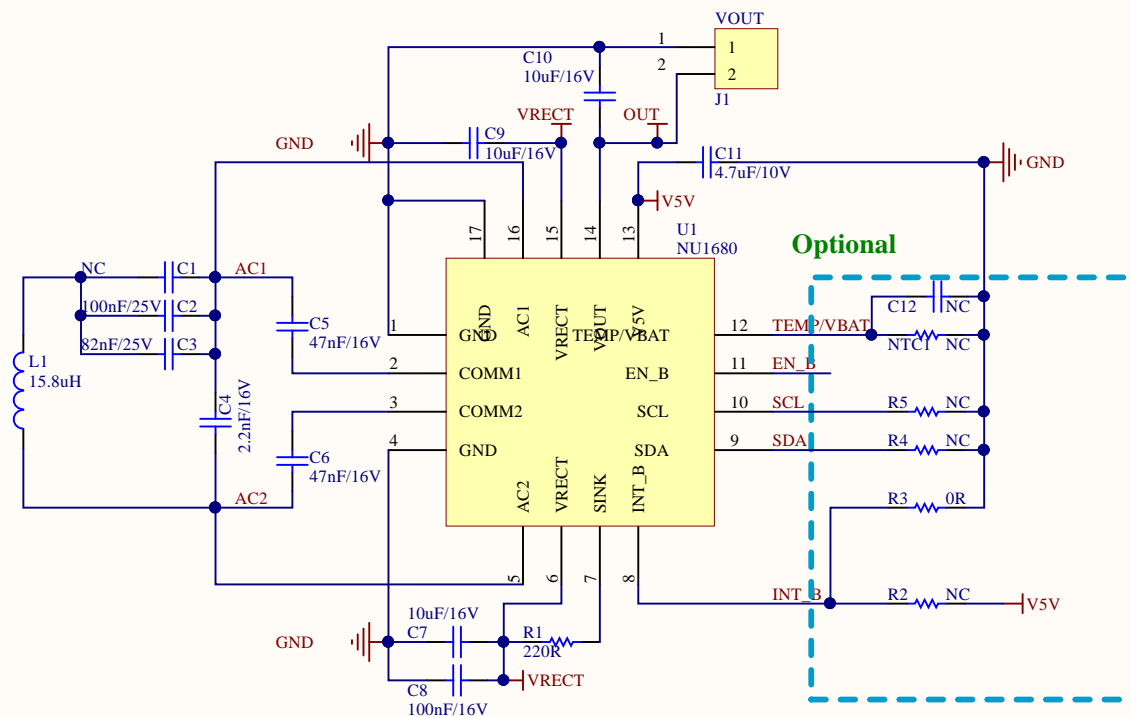 VOUT
1
1
2
2
J1
C10
10uF/16V
VRECT
OUT
GND
C9
10uF/16V
C11
4.7uF/10V
GND
V5V
17
16
15
14
13
U1
NU1680
Optional
NC
C1
AC1
100nF/25V
C2
82nF/25V
C3
L1
15.8uH
C4
2.2nF/16V
C5
47nF/16V
C6
47nF/16V
AC2
1
GND
2
COMM1
3
COMM2
4
GND
GND
AC1
VRECT
VOUT
V5V
TEMP/VBAT
12
TEMP/VBAT
EN_B
11
EN_B
SCL
10
SCL
SDA
9
SDA
AC2
VRECT
SINK
INT_B
5
6
7
8
C12
NC
NTC1
NC
R5
NC
R4
NC
R3
0R
INT_B
R2
NC
V5V
GND
10uF/16V
C7
R1
220R
C8
100nF/16V
VRECT